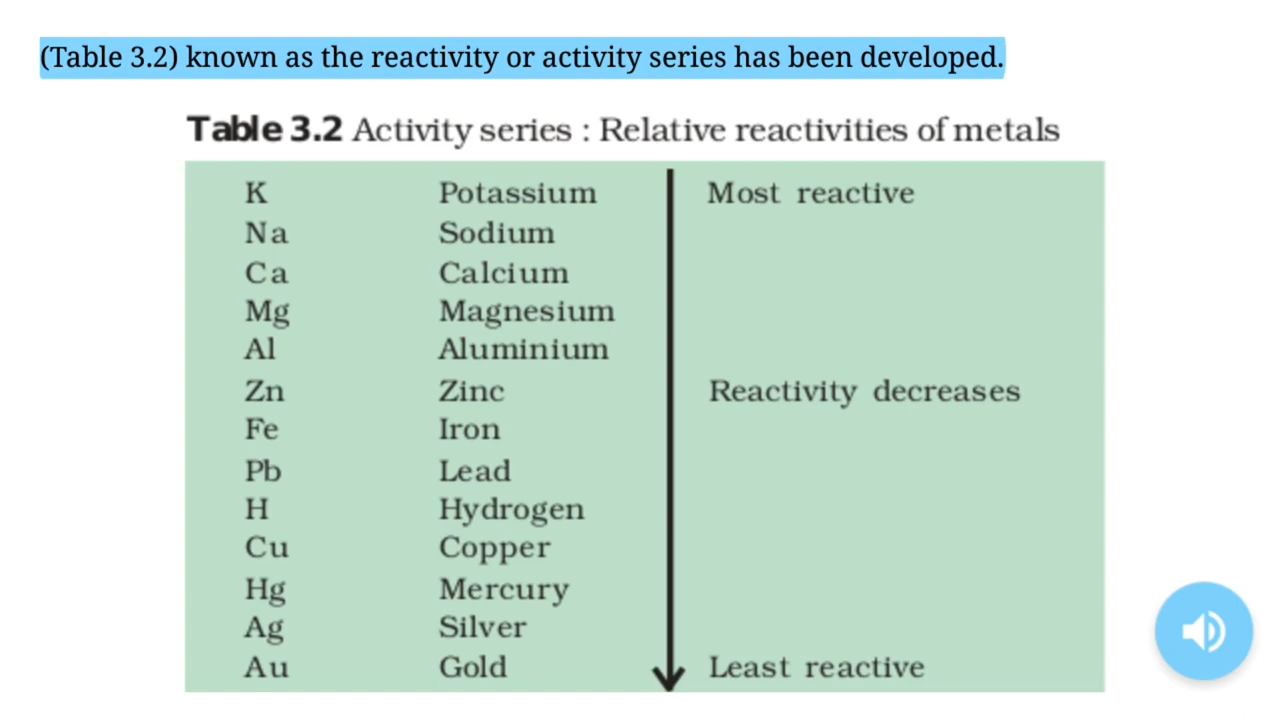 (Table 3.2) known as the reactivity or activity series has been developed.
Table 3.2 Activity series : Relative reactivities of metals
K Potassium Most reactive
Na Sodium
Ca Calcium
Mg Magnesium
Al Aluminium
Zn Zinc Reactivity decreases
Fe Iron
Pb Lead
H Hydrogen
Cu Copper
Hg Mercury
Ag Silver
Au Gold Least reactive